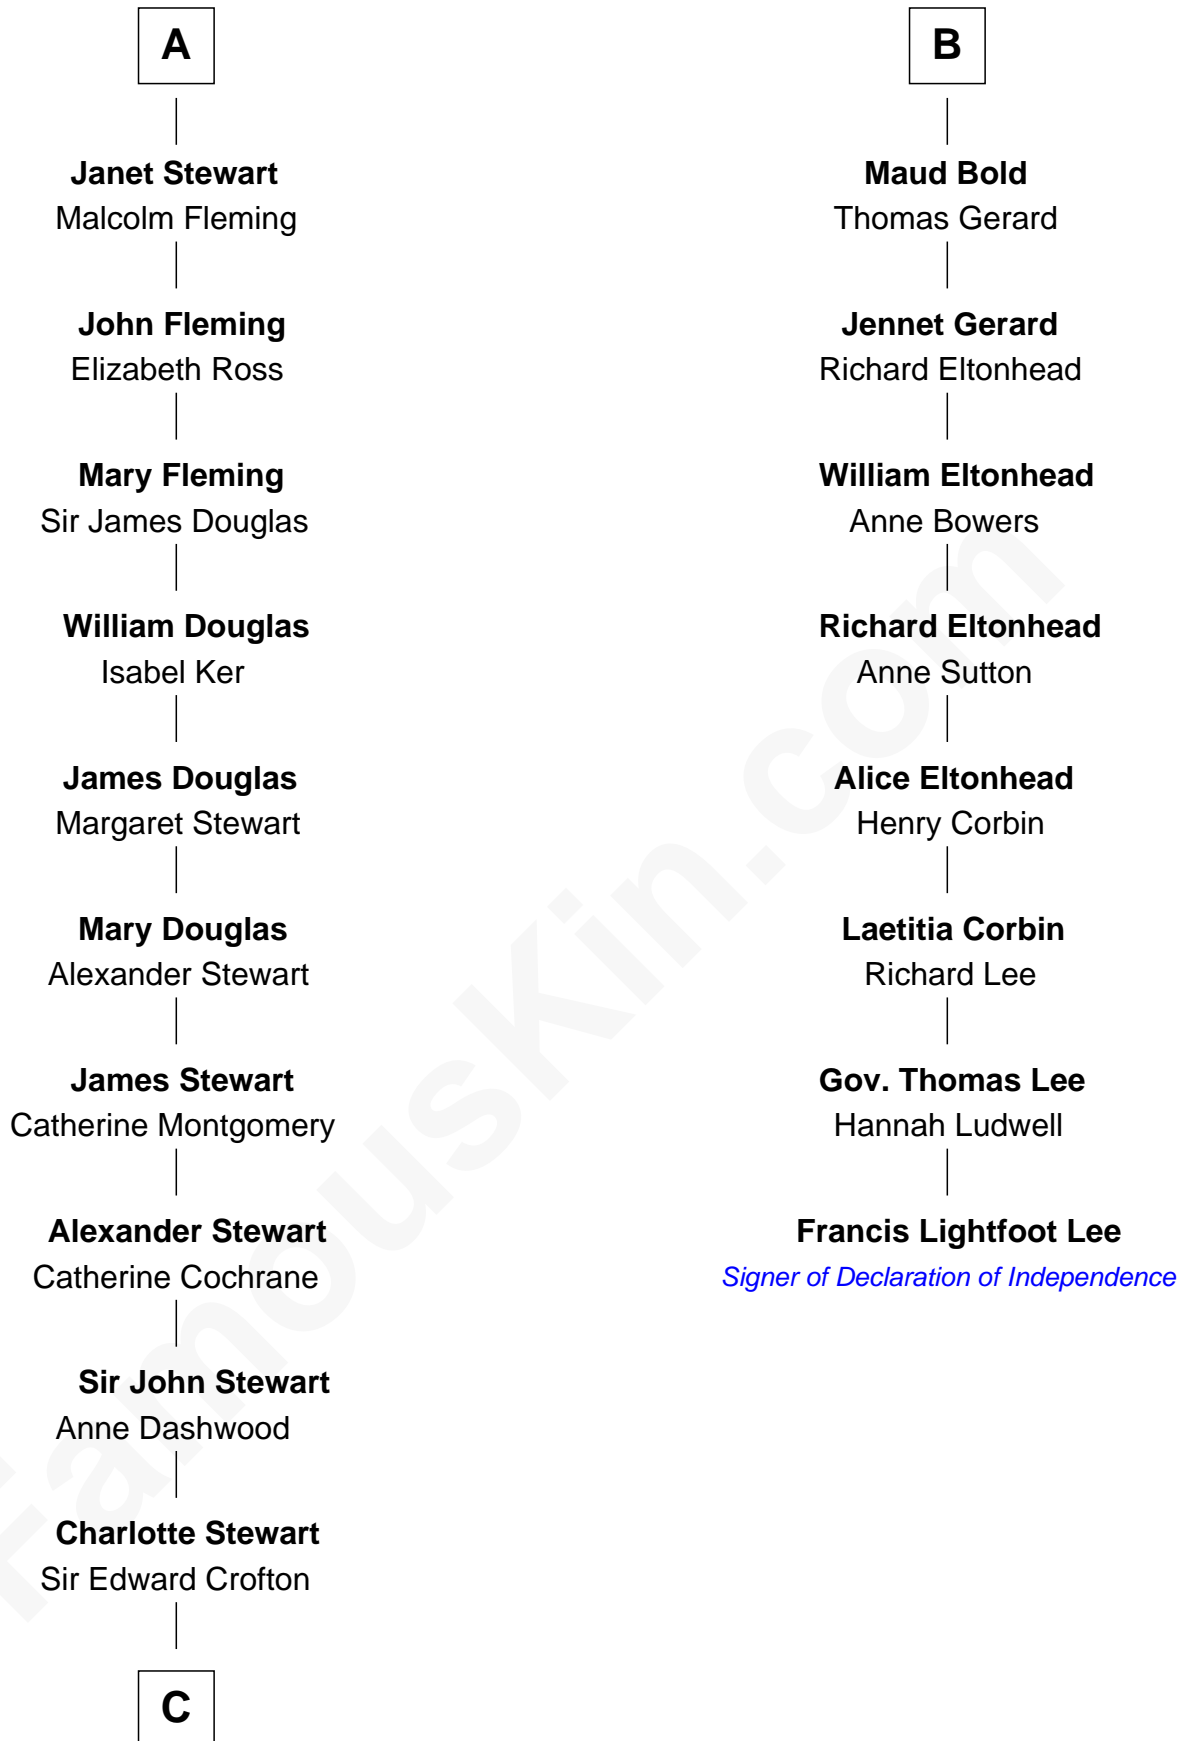 A
Janet Stewart
Malcolm Fleming
John Fleming
Elizabeth Ross
Mary Fleming
Sir James Douglas
William Douglas
Isabel Ker
James Douglas
Margaret Stewart
Mary Douglas
Alexander Stewart
James Stewart
Catherine Montgomery
Alexander Stewart
Catherine Cochrane
Sir John Stewart
Anne Dashwood
Charlotte Stewart
Sir Edward Crofton
C
B
Maud Bold
Thomas Gerard
Jennet Gerard
Richard Eltonhead
William Eltonhead
Anne Bowers
Richard Eltonhead
Anne Sutton
Alice Eltonhead
Henry Corbin
Laetitia Corbin
Richard Lee
Gov. Thomas Lee
Hannah Ludwell
Francis Lightfoot Lee
Signer of Declaration of Independence
FamousKin.com